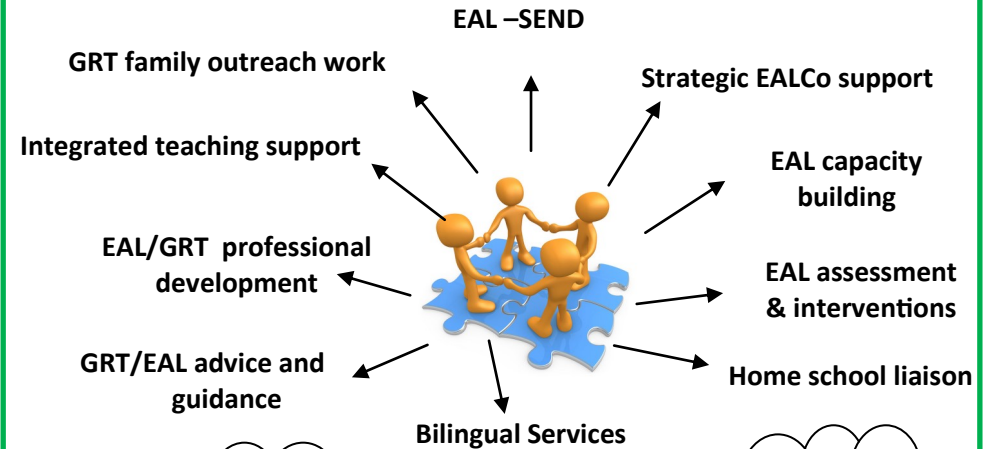 EAL –SEND
GRT family outreach work
Strategic EALCo support
Integrated teaching support
EAL capacity
building
EAL/GRT professional
development
EAL assessment
& interventions
GRT/EAL advice and
guidance
Home school liaison
Bilingual Services